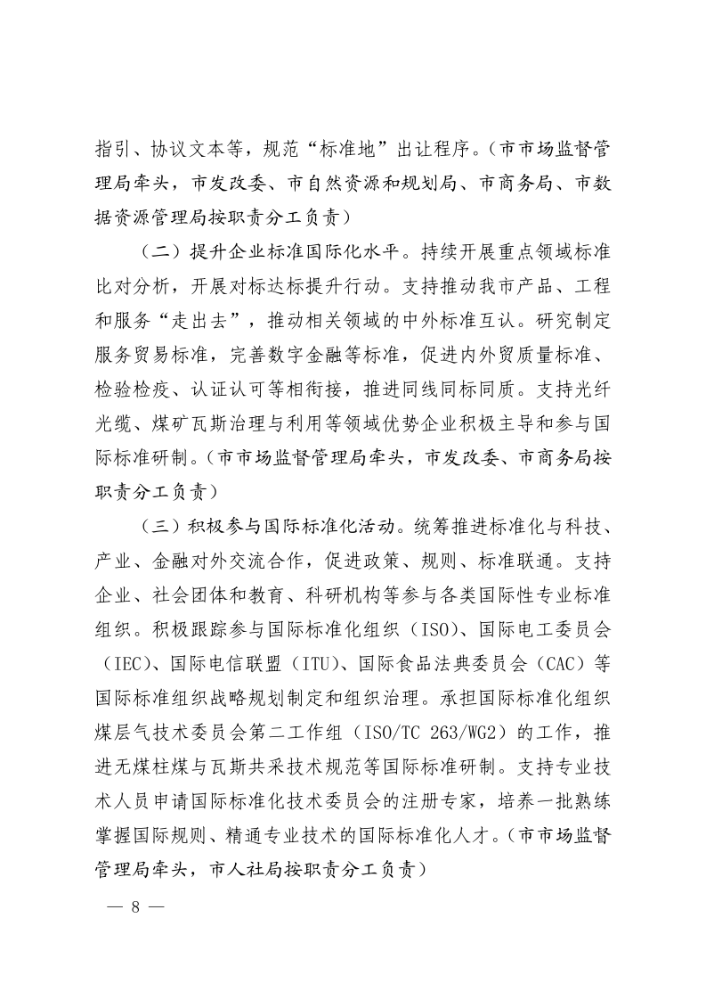 指引、协议文本等，规范“标准地”出让程序。（市市场监督管
理局牵头，市发改委、市自然资源和规划局、市商务局、市数
据资源管理局按职责分工负责）
（二）提升企业标准国际化水平。持续开展重点领域标准
比对分析，开展对标达标提升行动。支持推动我市产品、工程
和服务“走出去”，推动相关领域的中外标准互认。研究制定
服务贸易标准，完善数字金融等标准，促进内外贸质量标准、
检验检疫、认证认可等相衔接，推进同线同标同质。支持光纤
光缆、煤矿瓦斯治理与利用等领域优势企业积极主导和参与国
际标准研制。（市市场监督管理局牵头，市发改委、市商务局按
职责分工负责）
（三）积极参与国际标准化活动。统筹推进标准化与科技、
产业、金融对外交流合作，促进政策、规则、标准联通。支持
企业、社会团体和教育、科研机构等参与各类国际性专业标准
组织。积极跟踪参与国际标准化组织（ISO）、国际电工委员会
（IEC）、国际电信联盟（ITU）、国际食品法典委员会（CAC）等
国际标准组织战略规划制定和组织治理。承担国际标准化组织
煤层气技术委员会第二工作组（ISO/TC 263/WG2）的工作，推
进无煤柱煤与瓦斯共采技术规范等国际标准研制。支持专业技
术人员申请国际标准化技术委员会的注册专家，培养一批熟练
掌握国际规则、精通专业技术的国际标准化人才。（市市场监督
管理局牵头，市人社局按职责分工负责）
— 8 —